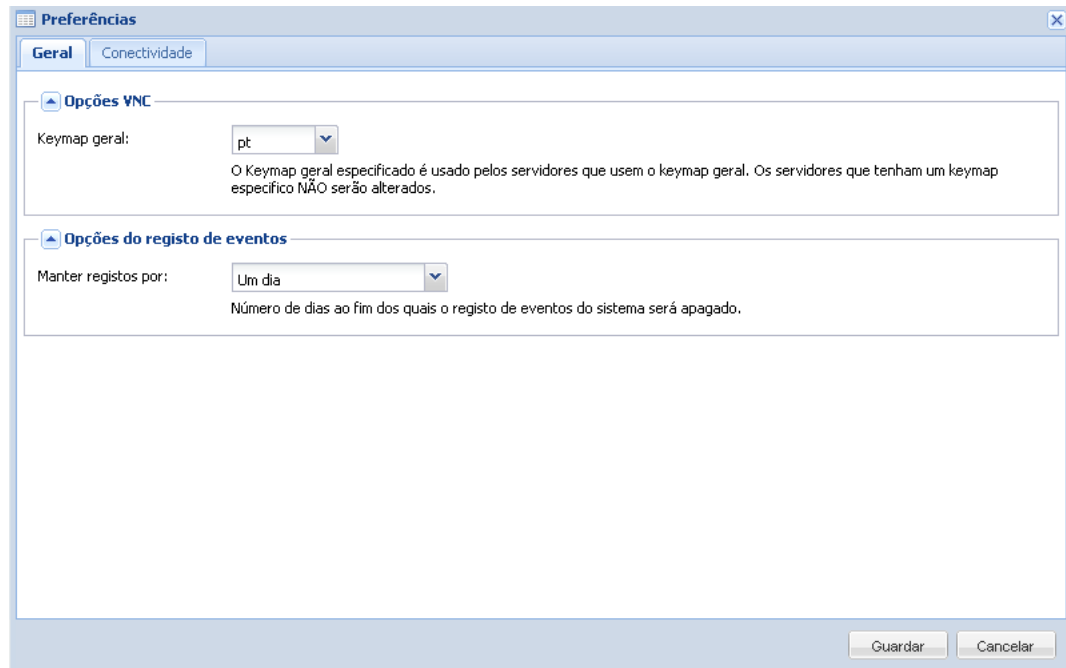 Preferências
Geral
Conectividade
Opções VNC
Keymap geral:
pt
O Keymap geral especificado é usado pelos servidores que usem o keymap geral. Os servidores que tenham um keymap
especifico NÃO serão alterados.
Opções do registo de eventos
Manter registos por:
Um dia
Número de dias ao fim dos quais o registo de eventos do sistema será apagado.
Guardar
Cancelar